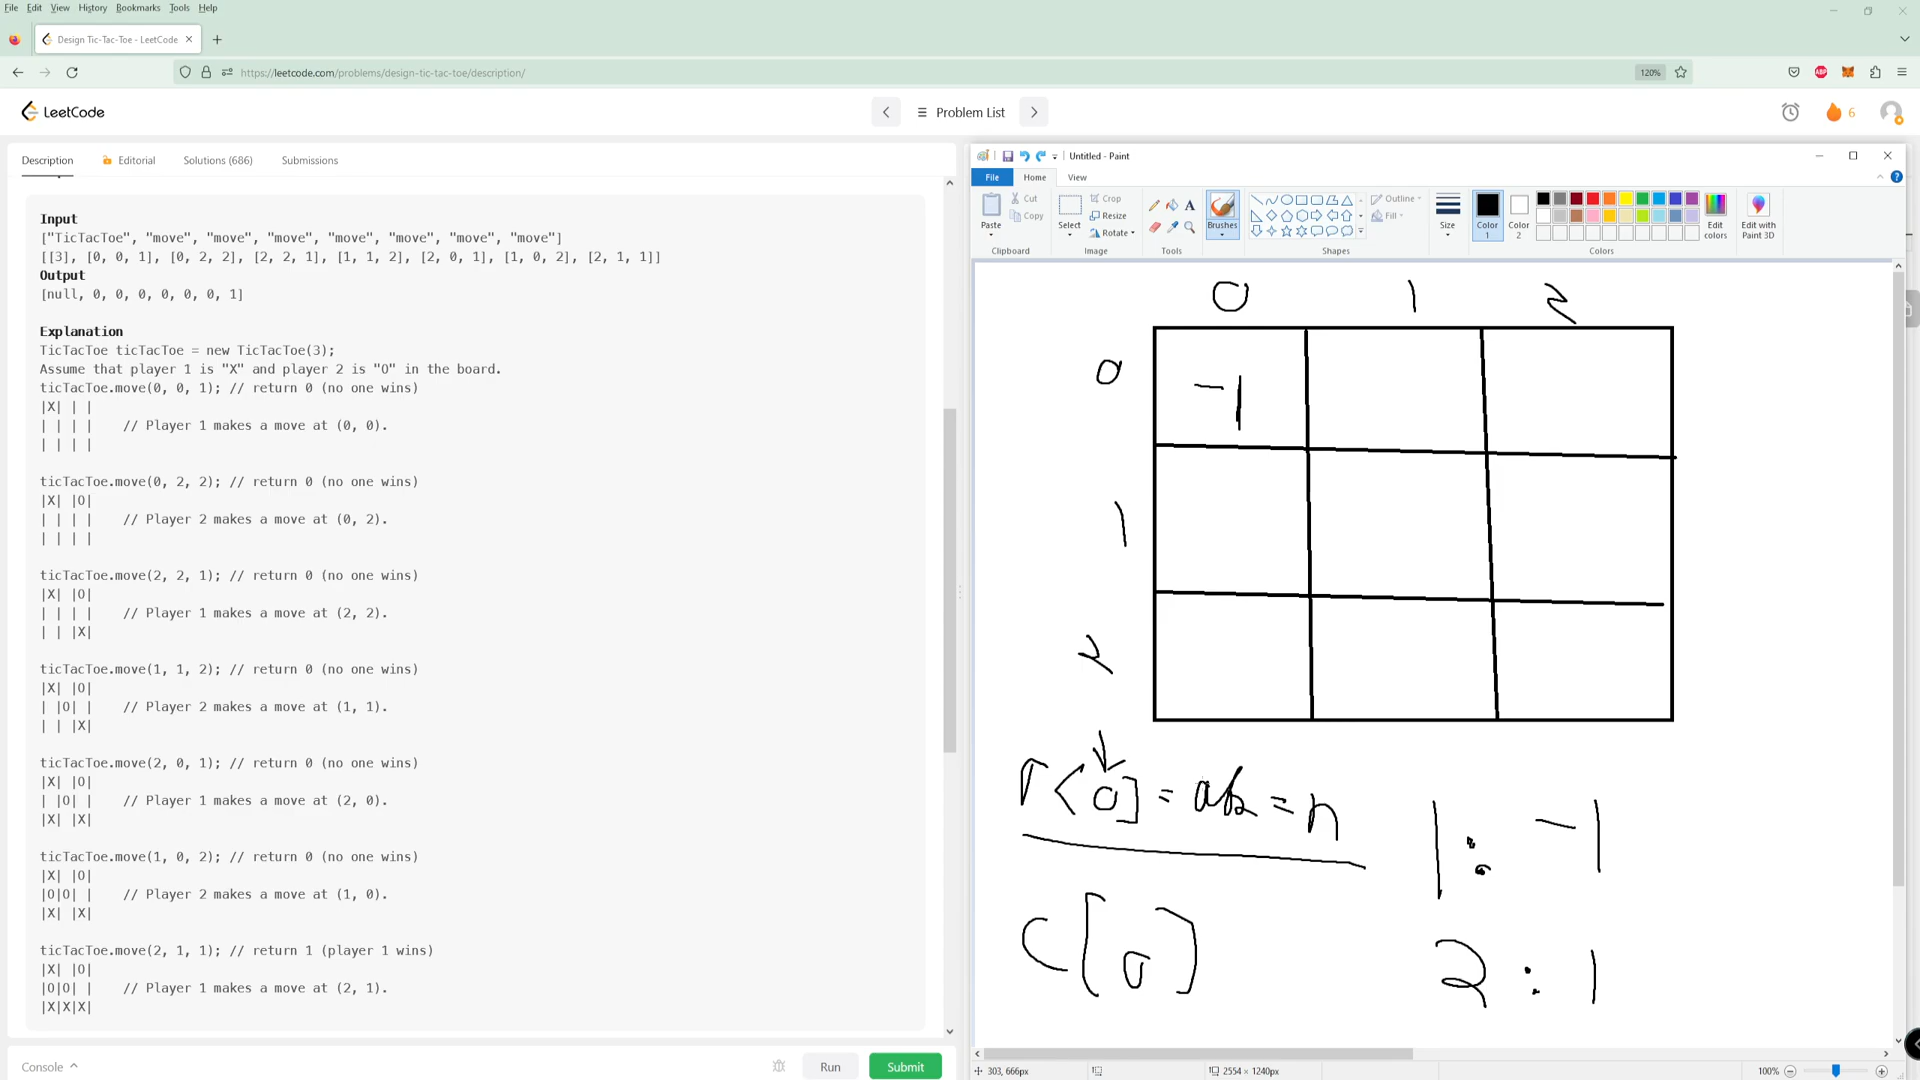 File Edit View History Bookmarks Tools Help
Design Tic-Tac-Toe - LeetCode
https://leetcode.com/problems/design-tic-tac-toe/description/
120%
LeetCode
Problem List
6
Description
Editorial
Solutions (686)
Submissions
Input
["TicTacToe", "move", "move", "move", "move", "move", "move", "move"]
[[3], [0, 0, 1], [0, 2, 2], [2, 2, 1], [1, 1, 2], [2, 0, 1], [1, 0, 2], [2, 1, 1]]
Output
[null, 0, 0, 0, 0, 0, 0, 1]
Explanation
TicTacToe ticTacToe = new TicTacToe(3);
Assume that player 1 is "X" and player 2 is "O" in the board.
ticTacToe.move(0, 0, 1); // return 0 (no one wins)
|X| | |
| | | |    // Player 1 makes a move at (0, 0).
| | | |
ticTacToe.move(0, 2, 2); // return 0 (no one wins)
|X| |O|
| | | |    // Player 2 makes a move at (0, 2).
| | | |
ticTacToe.move(2, 2, 1); // return 0 (no one wins)
|X| |O|
| | | |    // Player 1 makes a move at (2, 2).
| | |X|
ticTacToe.move(1, 1, 2); // return 0 (no one wins)
|X| |O|
| |O| |    // Player 2 makes a move at (1, 1).
| | |X|
ticTacToe.move(2, 0, 1); // return 0 (no one wins)
|X| |O|
| |O| |    // Player 1 makes a move at (2, 0).
|X| |X|
ticTacToe.move(1, 0, 2); // return 0 (no one wins)
|X| |O|
|O|O| |    // Player 2 makes a move at (1, 0).
|X| |X|
ticTacToe.move(2, 1, 1); // return 1 (player 1 wins)
|X| |O|
|O|O| |    // Player 1 makes a move at (2, 1).
|X|X|X|
Console
Run
Submit
Untitled - Paint
File Home View
Paste
Cut
Copy
Clipboard
Select
Crop
Resize
Rotate
Image
A
Tools
Brushes
Outline
Fill
Shapes
Size
Color 1
Color 2
Edit colors
Edit with Paint 3D
Colors
0 1 2
0
-1
1
2
r[0] = abs = n
1 : -1
c[0]
2 : 1
303, 666px
2554 × 1240px
100%